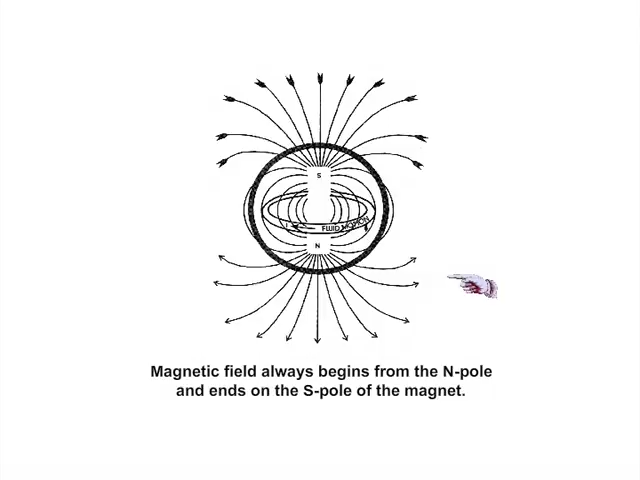 S
I FLUID MOTION
N
Magnetic field always begins from the N-pole
and ends on the S-pole of the magnet.